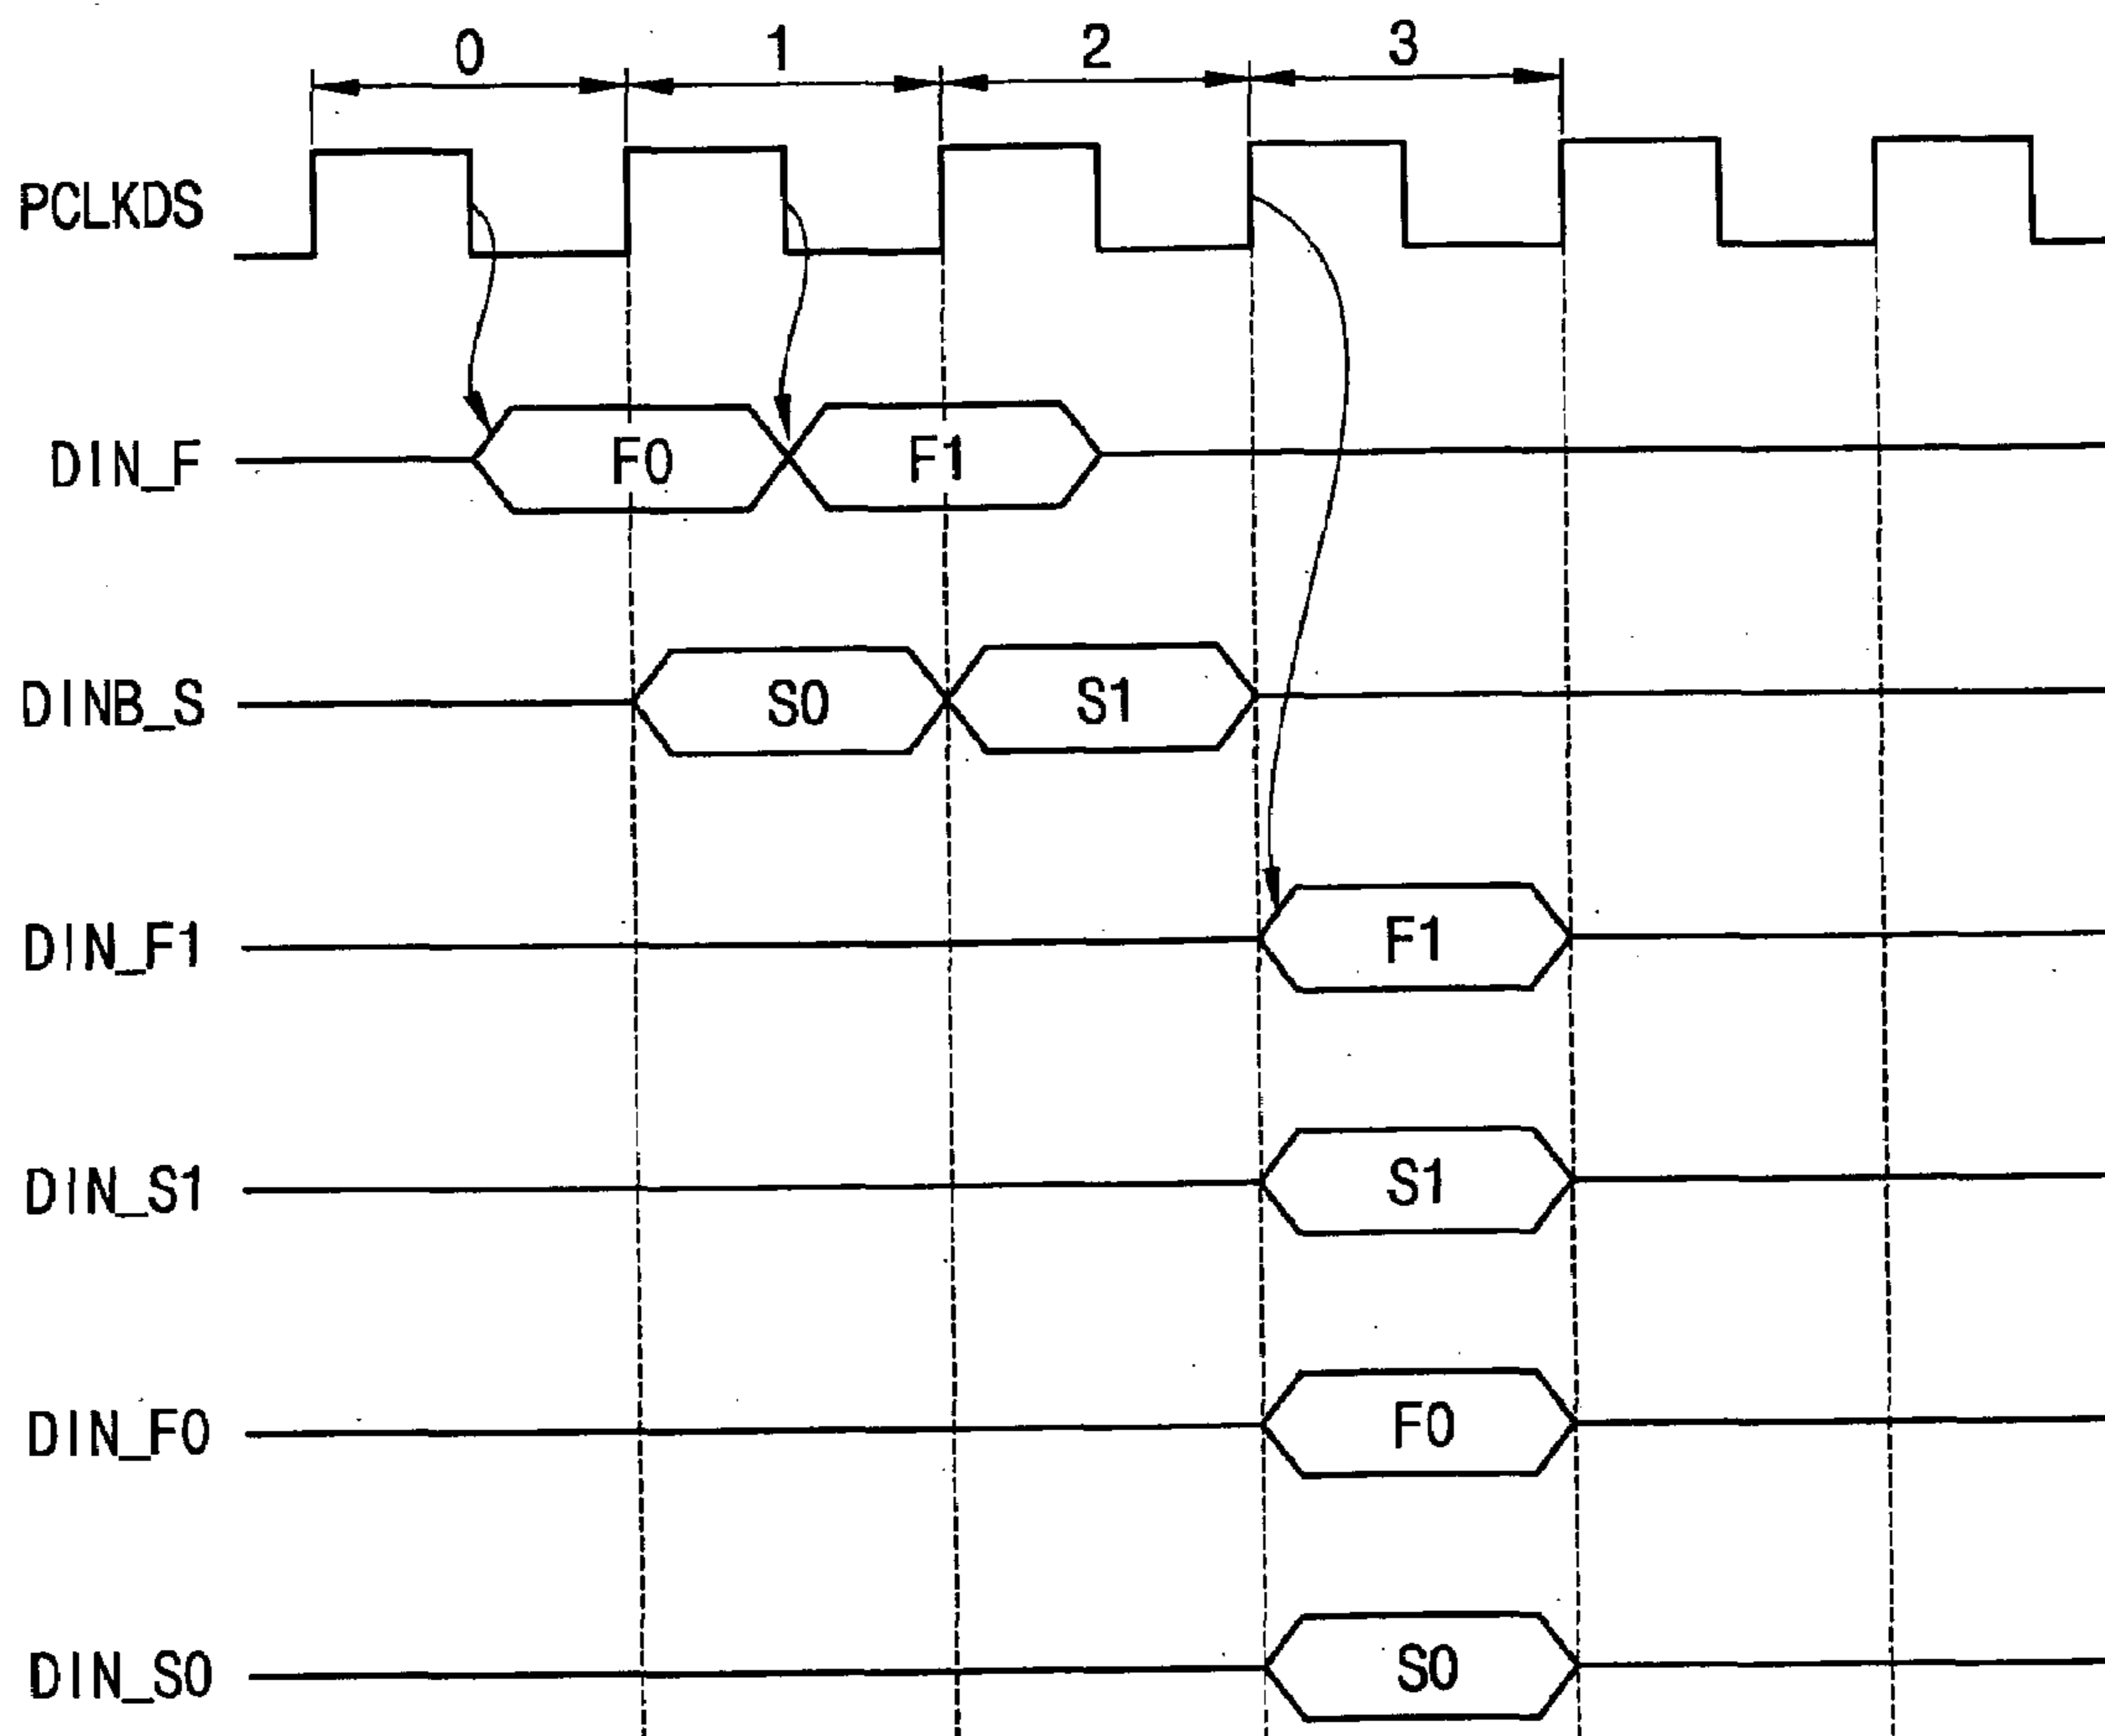 0 1 2 3
PCLKDS
DIN_F F0 F1
DINB_S S0 S1
DIN_F1 F1
DIN_S1 S1
DIN_F0 F0
DIN_S0 S0